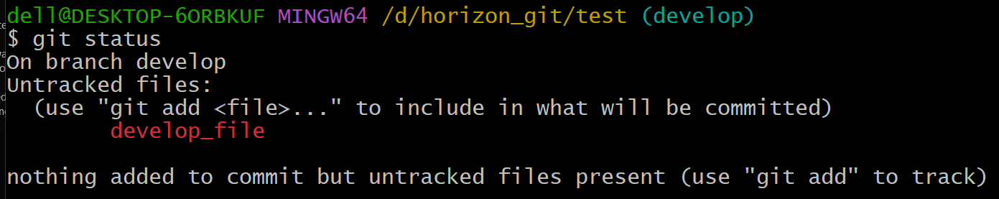 dell@DESKTOP-6ORBKUF MINGW64 /d/horizon_git/test (develop)
$ git status
On branch develop
Untracked files:
  (use "git add <file>..." to include in what will be committed)
        develop_file

nothing added to commit but untracked files present (use "git add" to track)